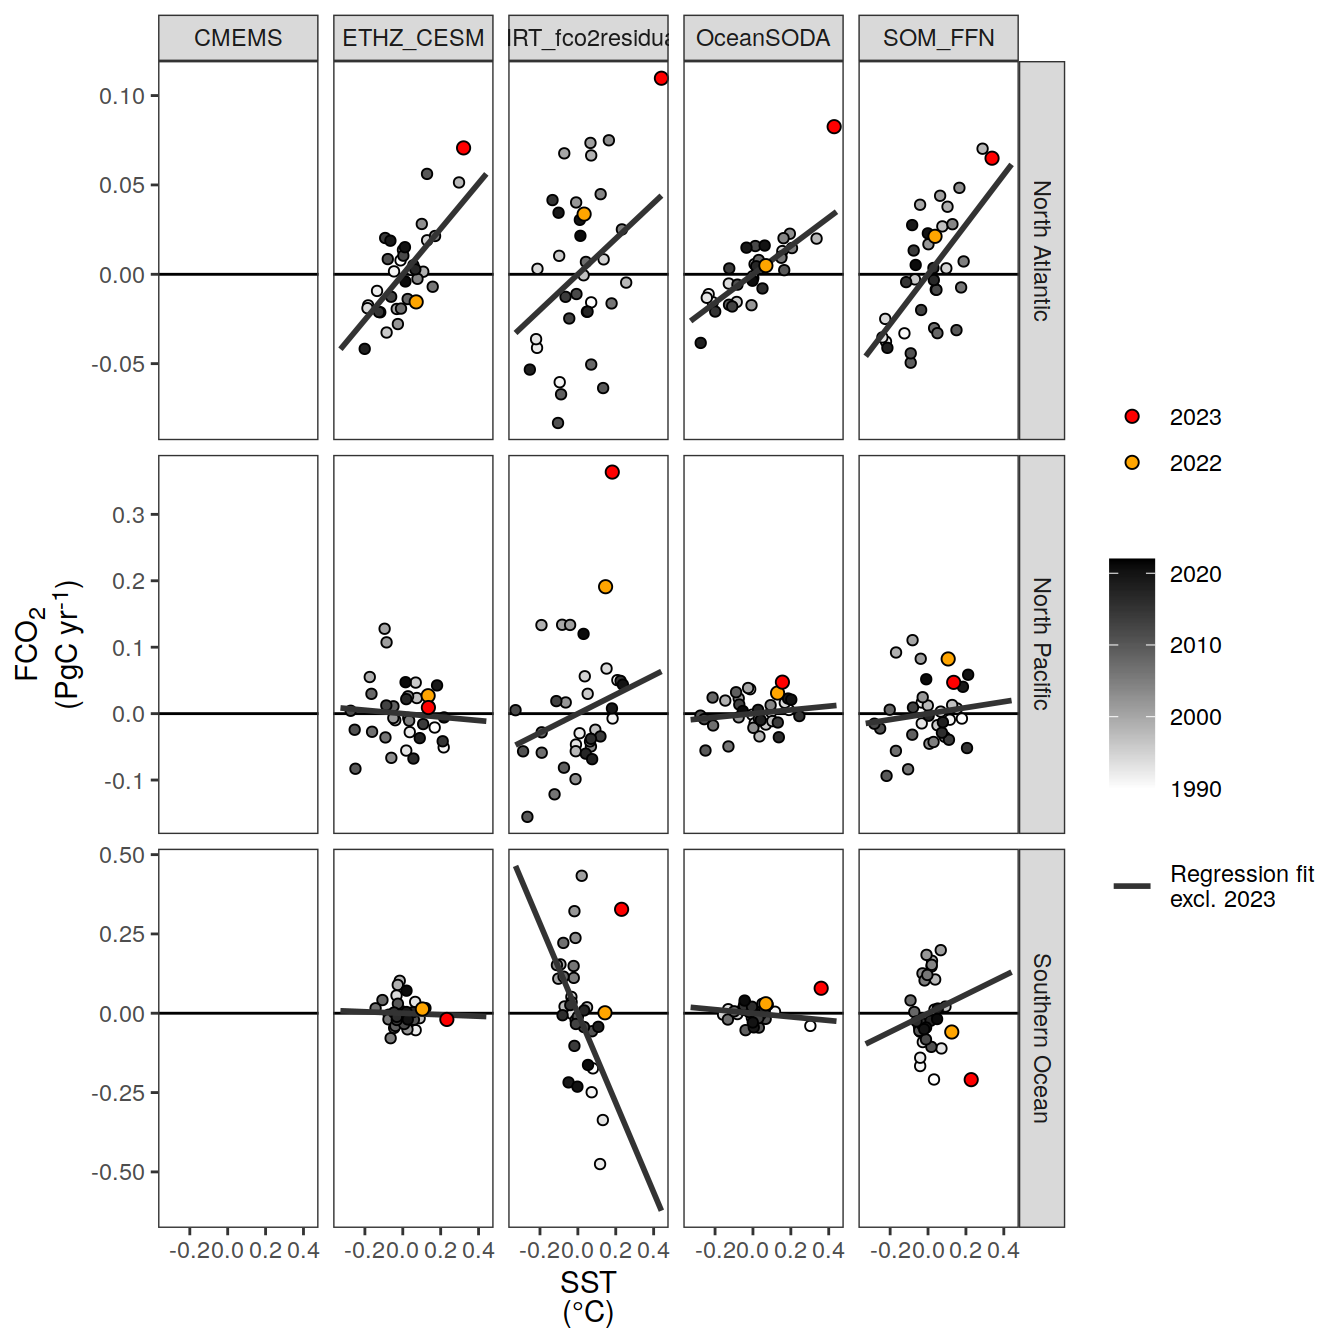 CMEMS ETHZ_CESM IRT_fco2residua OceanSODA SOM_FFN
0.10
0.05
0.00
-0.05
North Atlantic
0.3
0.2
0.1
0.0
-0.1
North Pacific
0.50
0.25
0.00
-0.25
-0.50
Southern Ocean
FCO2
(PgC yr-1)
-0.20.0 0.2 0.4 -0.20.0 0.2 0.4 -0.20.0 0.2 0.4 -0.20.0 0.2 0.4 -0.20.0 0.2 0.4
SST
(°C)
2023
2022
2020
2010
2000
1990
Regression fit
excl. 2023